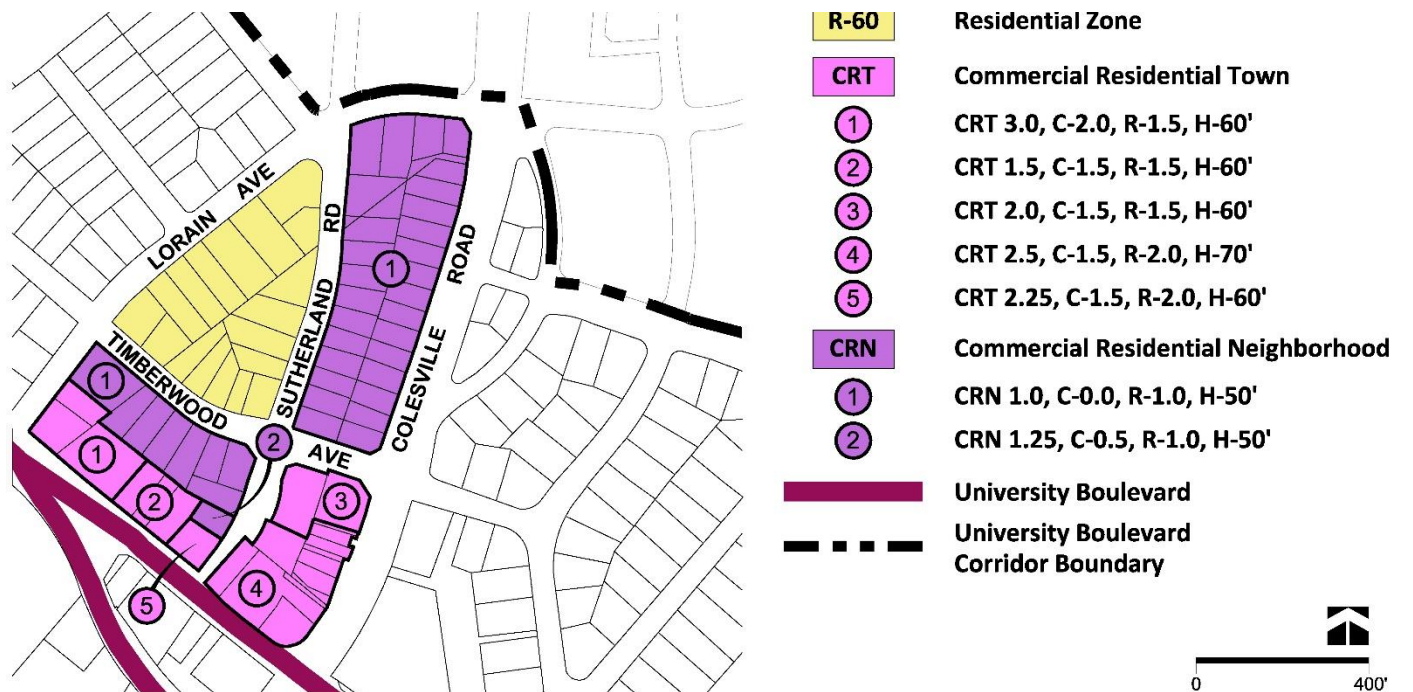 LORAIN AVE
SUTHERLAND RD
COLESVILLE ROAD
TIMBERWOOD AVE
1
1
2
1
2
3
4
5
R-60 Residential Zone
CRT Commercial Residential Town
1 CRT 3.0, C-2.0, R-1.5, H-60'
2 CRT 1.5, C-1.5, R-1.5, H-60'
3 CRT 2.0, C-1.5, R-1.5, H-60'
4 CRT 2.5, C-1.5, R-2.0, H-70'
5 CRT 2.25, C-1.5, R-2.0, H-60'
CRN Commercial Residential Neighborhood
1 CRN 1.0, C-0.0, R-1.0, H-50'
2 CRN 1.25, C-0.5, R-1.0, H-50'
University Boulevard
University Boulevard
Corridor Boundary
0 400'